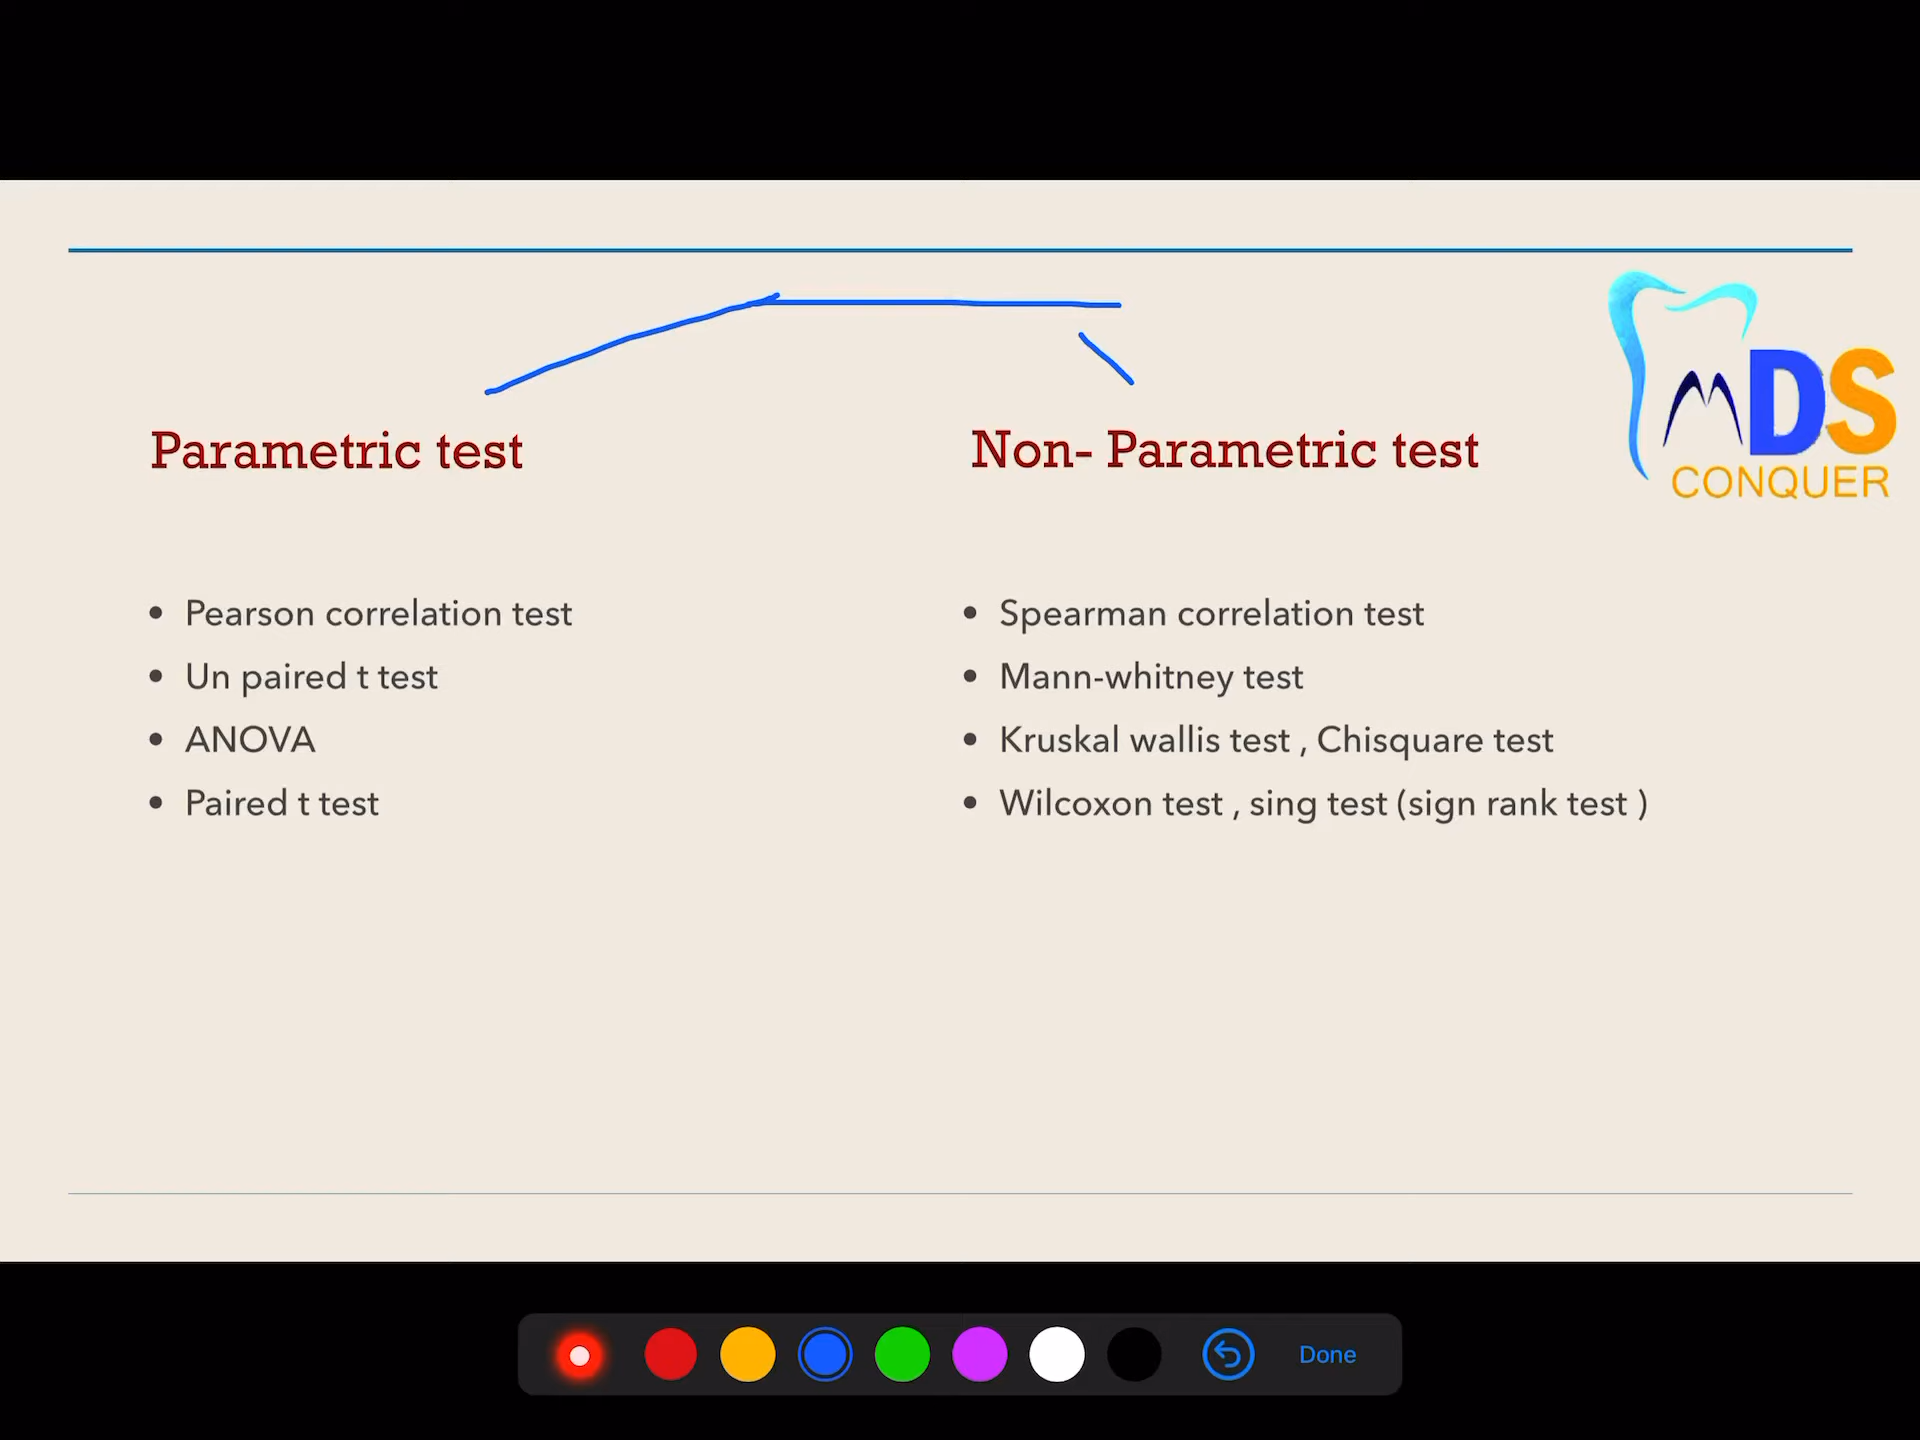 Parametric test
Non- Parametric test
MDS
CONQUER
• Pearson correlation test
• Un paired t test
• ANOVA
• Paired t test
• Spearman correlation test
• Mann-whitney test
• Kruskal wallis test , Chisquare test
• Wilcoxon test , sing test (sign rank test )
Done